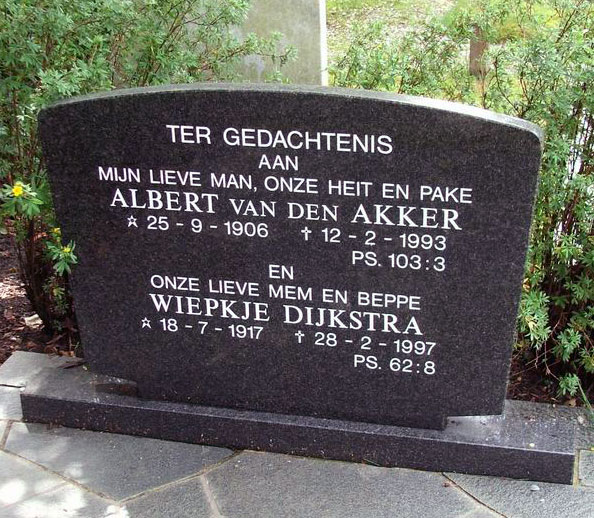 TER GEDACHTENIS
AAN
MIJN LIEVE MAN, ONZE HEIT EN PAKE
ALBERT VAN DEN AKKER
☆ 25 - 9 - 1906 † 12 - 2 - 1993
PS. 103:3
EN
ONZE LIEVE MEM EN BEPPE
WIEPKJE DIJKSTRA
☆ 18 - 7 - 1917 † 28 - 2 - 1997
PS. 62:8